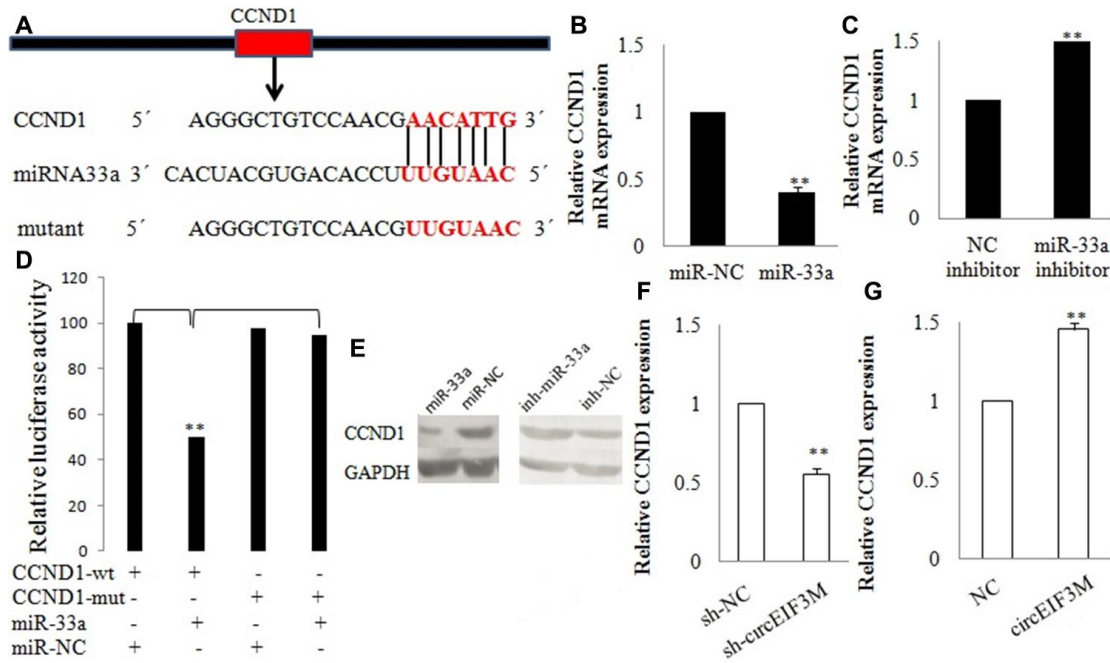 A
CCND1
CCND1 5´ AGGGCTGTCCAACGAACATTG 3´
miRNA33a 3´ CACUACGUGACACCUUUGUAAC 5´
mutant 5´ AGGGCTGTCCAACGUUGUAAC 3´
B
Relative CCND1
mRNA expression
1.5
1
0.5
0
**
miR-NC miR-33a
C
Relative CCND1
mRNA expression
1.5
1
0.5
0
**
NC inhibitor
miR-33a inhibitor
D
Relative luciferase activity
120
100
80
60
40
20
0
**
CCND1-wt + + - -
CCND1-mut - - + +
miR-33a - + - +
miR-NC + - + -
E
miR-33a
miR-NC
inh-miR-33a
inh-NC
CCND1
GAPDH
F
Relative CCND1 expression
1.5
1
0.5
0
**
sh-NC
sh-circEIF3M
G
Relative CCND1 expression
1.5
1
0.5
0
**
NC
circEIF3M